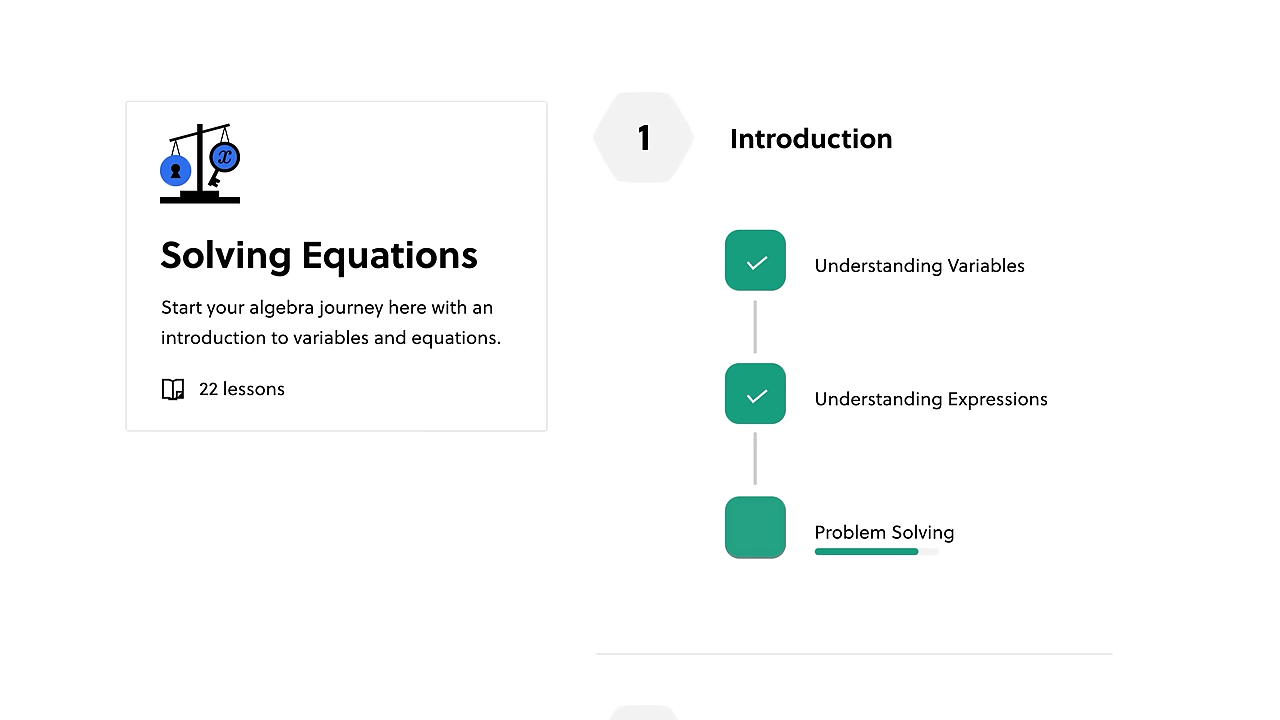 x
Solving Equations
Start your algebra journey here with an
introduction to variables and equations.
22 lessons
1
Introduction
Understanding Variables
Understanding Expressions
Problem Solving